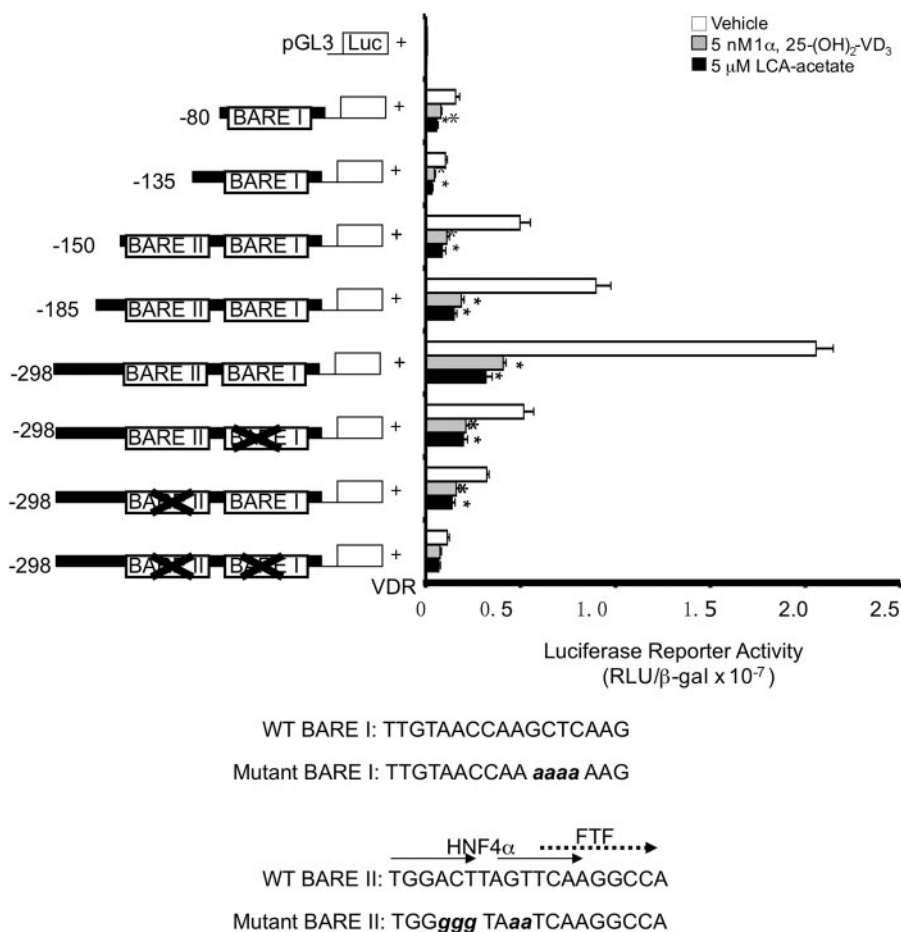 Vehicle
5 nM1α, 25-(OH)₂-VD₃
5 μM LCA-acetate
pGL3 Luc +
-80 BARE I + * *
-135 BARE I + * *
-150 BARE II BARE I + * *
-185 BARE II BARE I + * *
-298 BARE II BARE I + * *
-298 BARE II BARE I + * *
-298 BARE II BARE I + * *
-298 BARE II BARE I +
VDR
0 0.5 1.0 2.0 2.5
Luciferase Reporter Activity
(RLU/β-gal x 10⁻⁷)
WT BARE I: TTGTAACCAAGCTCAAG
Mutant BARE I: TTGTAACCAA aaaa AAG
HNF4α FTF
WT BARE II: TGGACTTAGTTCAAGGCCA
Mutant BARE II: TGGggg TAaaTCAAGGCCA